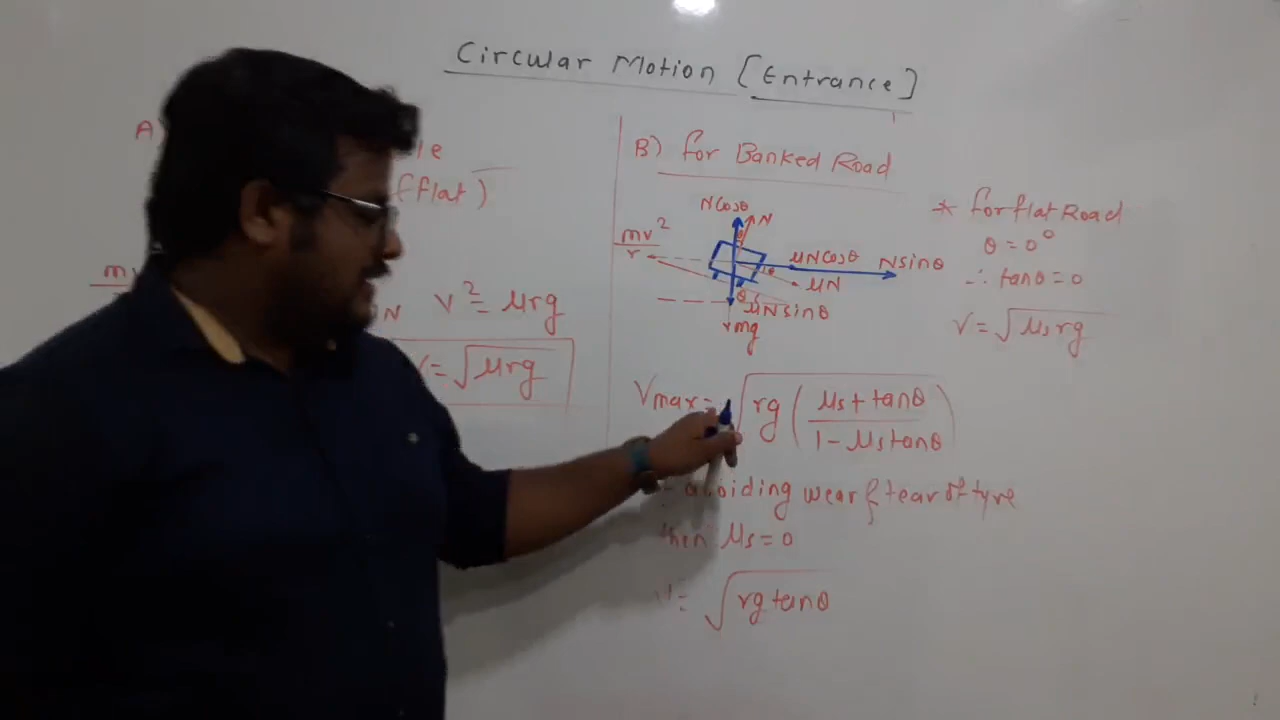 Circular Motion [Entrance]
A)
le
flat)
mv
N
v² = μrg
v = √μrg
B) for Banked Road
Ncosθ
N
θ
mv²/r
μNcosθ
Nsinθ
θ
μN
θ
μNsinθ
mg
* for flat Road
θ = 0°
∴ tanθ = 0
V = √μsrg
Vmax = √rg (μs + tanθ / 1 - μs tanθ)
avoiding wear & tear of tyre
then μs = 0
V = √rg tanθ